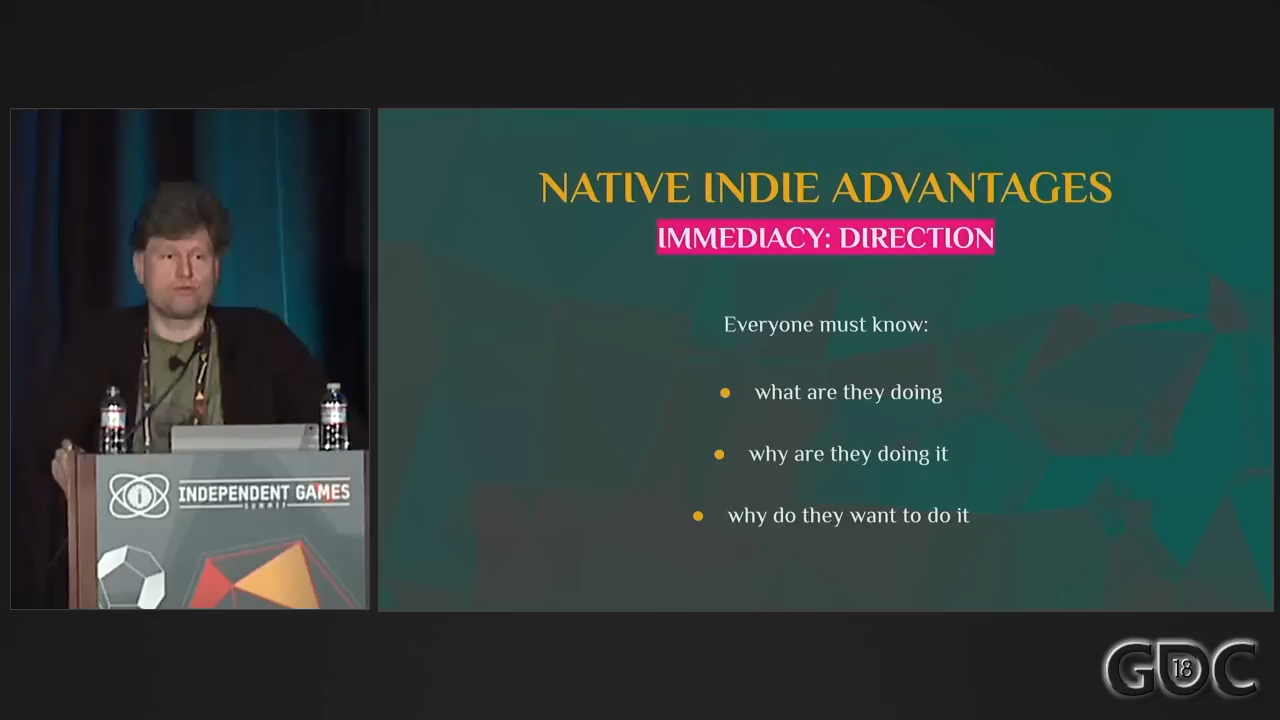 NATIVE INDIE ADVANTAGES
IMMEDIACY: DIRECTION
Everyone must know:
● what are they doing
● why are they doing it
● why do they want to do it
i
INDEPENDENT GAMES
SUMMIT
GDC
18